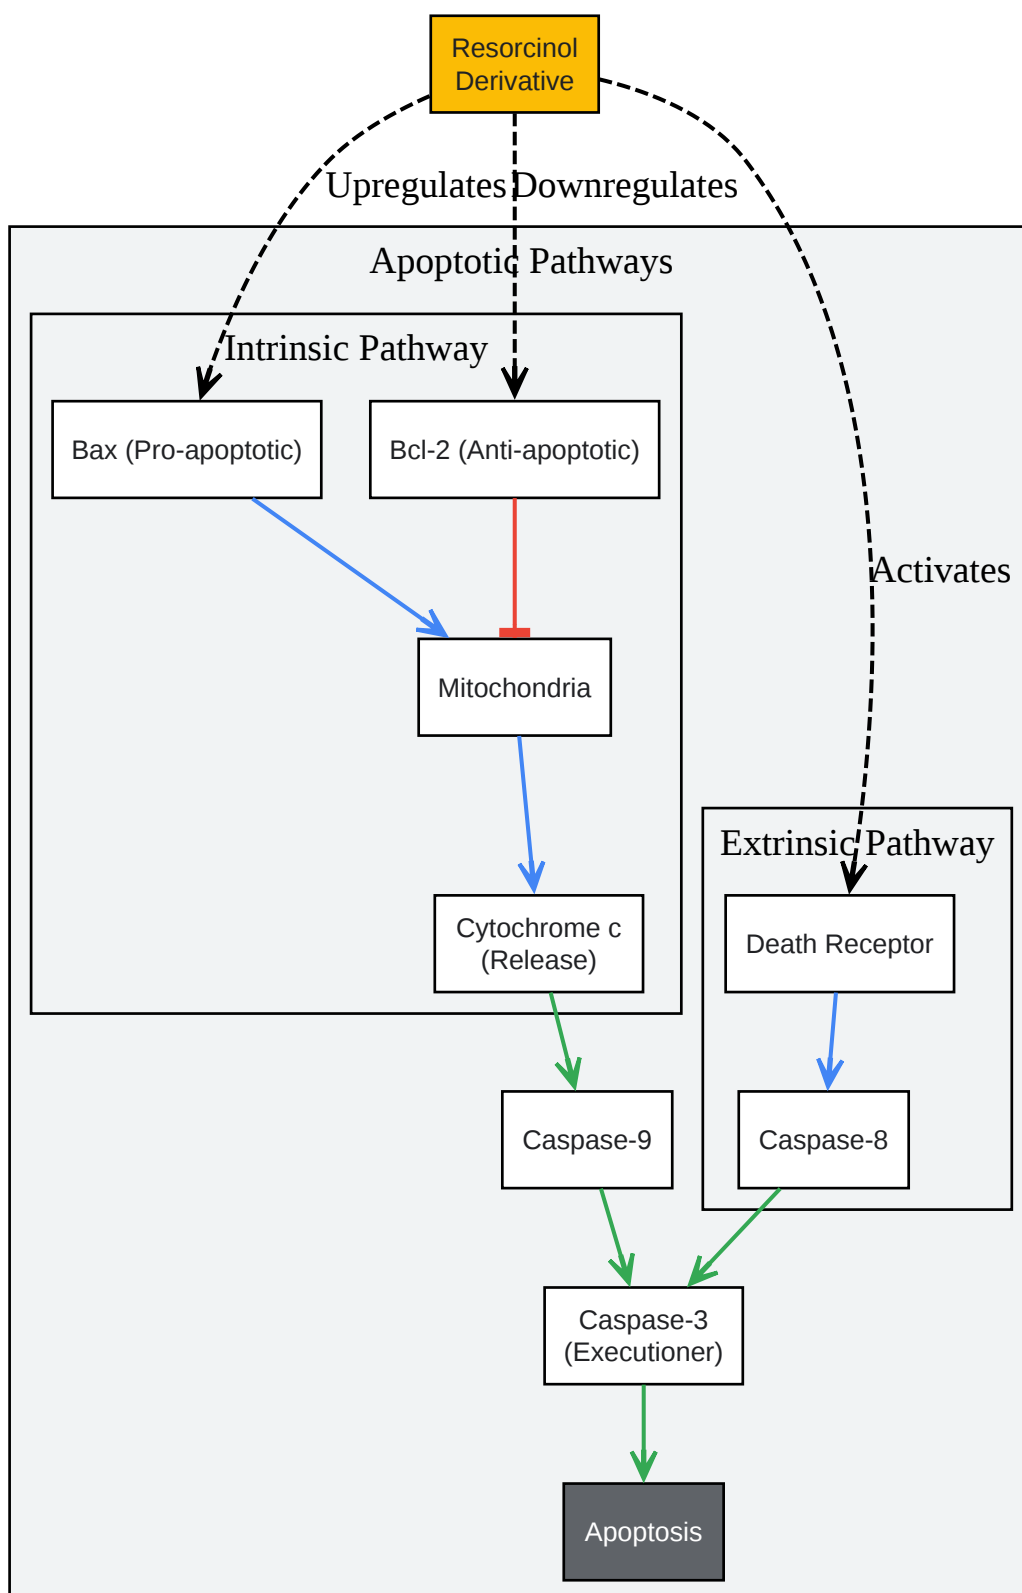 Resorcinol
Derivative
Upregulates
Downregulates
Apoptotic Pathways
Intrinsic Pathway
Bax (Pro-apoptotic)
Bcl-2 (Anti-apoptotic)
Activates
Mitochondria
Extrinsic Pathway
Cytochrome c
(Release)
Death Receptor
Caspase-9
Caspase-8
Caspase-3
(Executioner)
Apoptosis